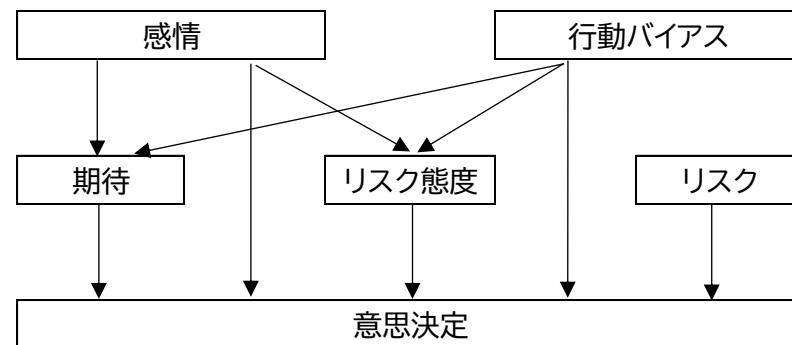 感情
行動バイアス
期待
リスク態度
リスク
意思決定